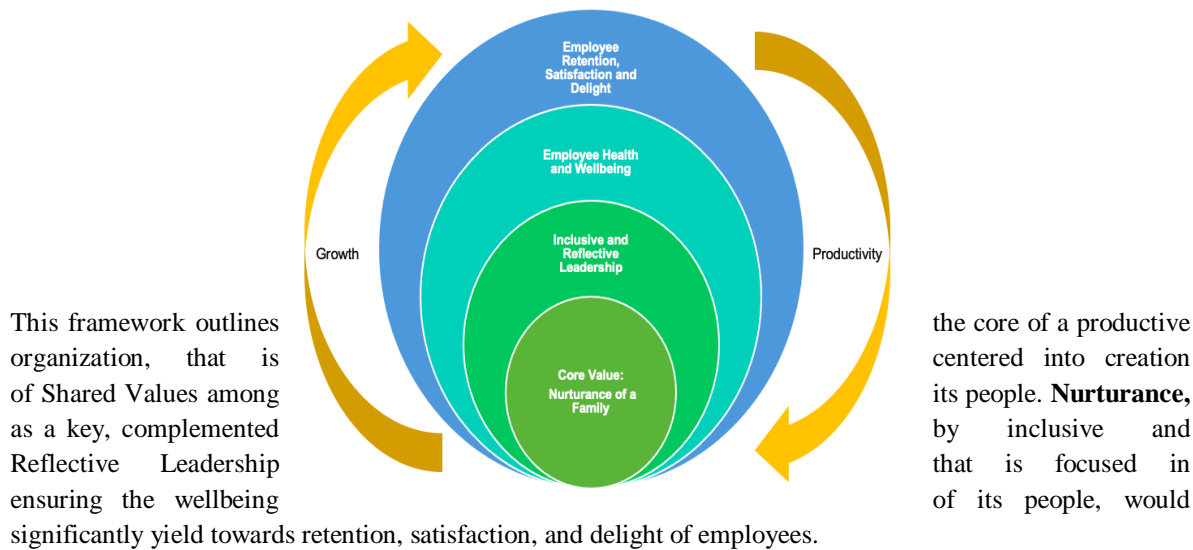 Employee
Retention,
Satisfaction and
Delight
Employee Health
and Wellbeing
Inclusive and
Reflective
Leadership
Growth
Productivity
Core Value:
Nurturance of a
Family
This framework outlines the core of a productive
organization, that is centered into creation
of Shared Values among its people. Nurturance,
as a key, complemented by inclusive and
Reflective Leadership that is focused in
ensuring the wellbeing of its people, would
significantly yield towards retention, satisfaction, and delight of employees.